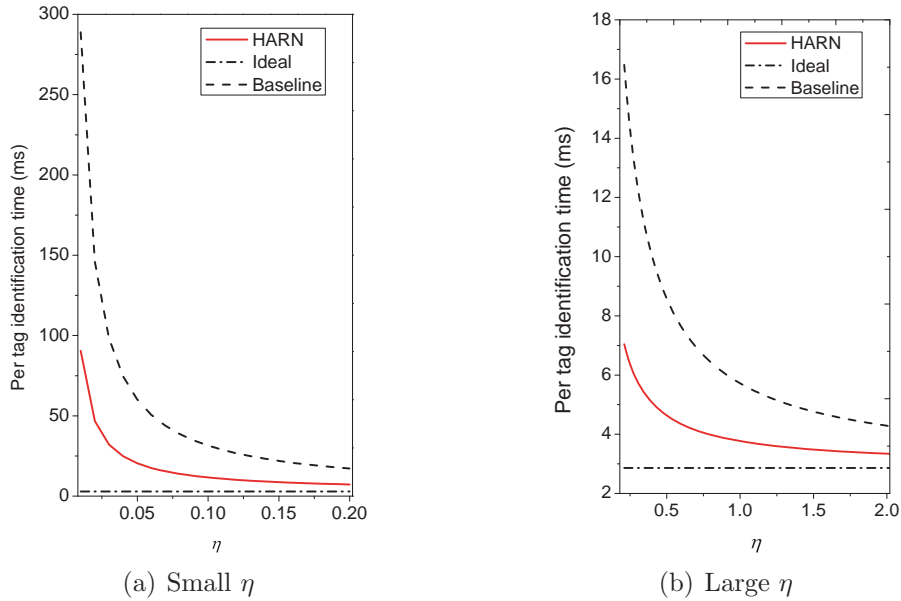 300
250
200
150
100
50
0
Per tag identification time (ms)
HARN
Ideal
Baseline
0.05
0.10
0.15
0.20
η
(a) Small η
18
16
14
12
10
8
6
4
2
Per tag identification time (ms)
HARN
Ideal
Baseline
0.5
1.0
1.5
2.0
η
(b) Large η